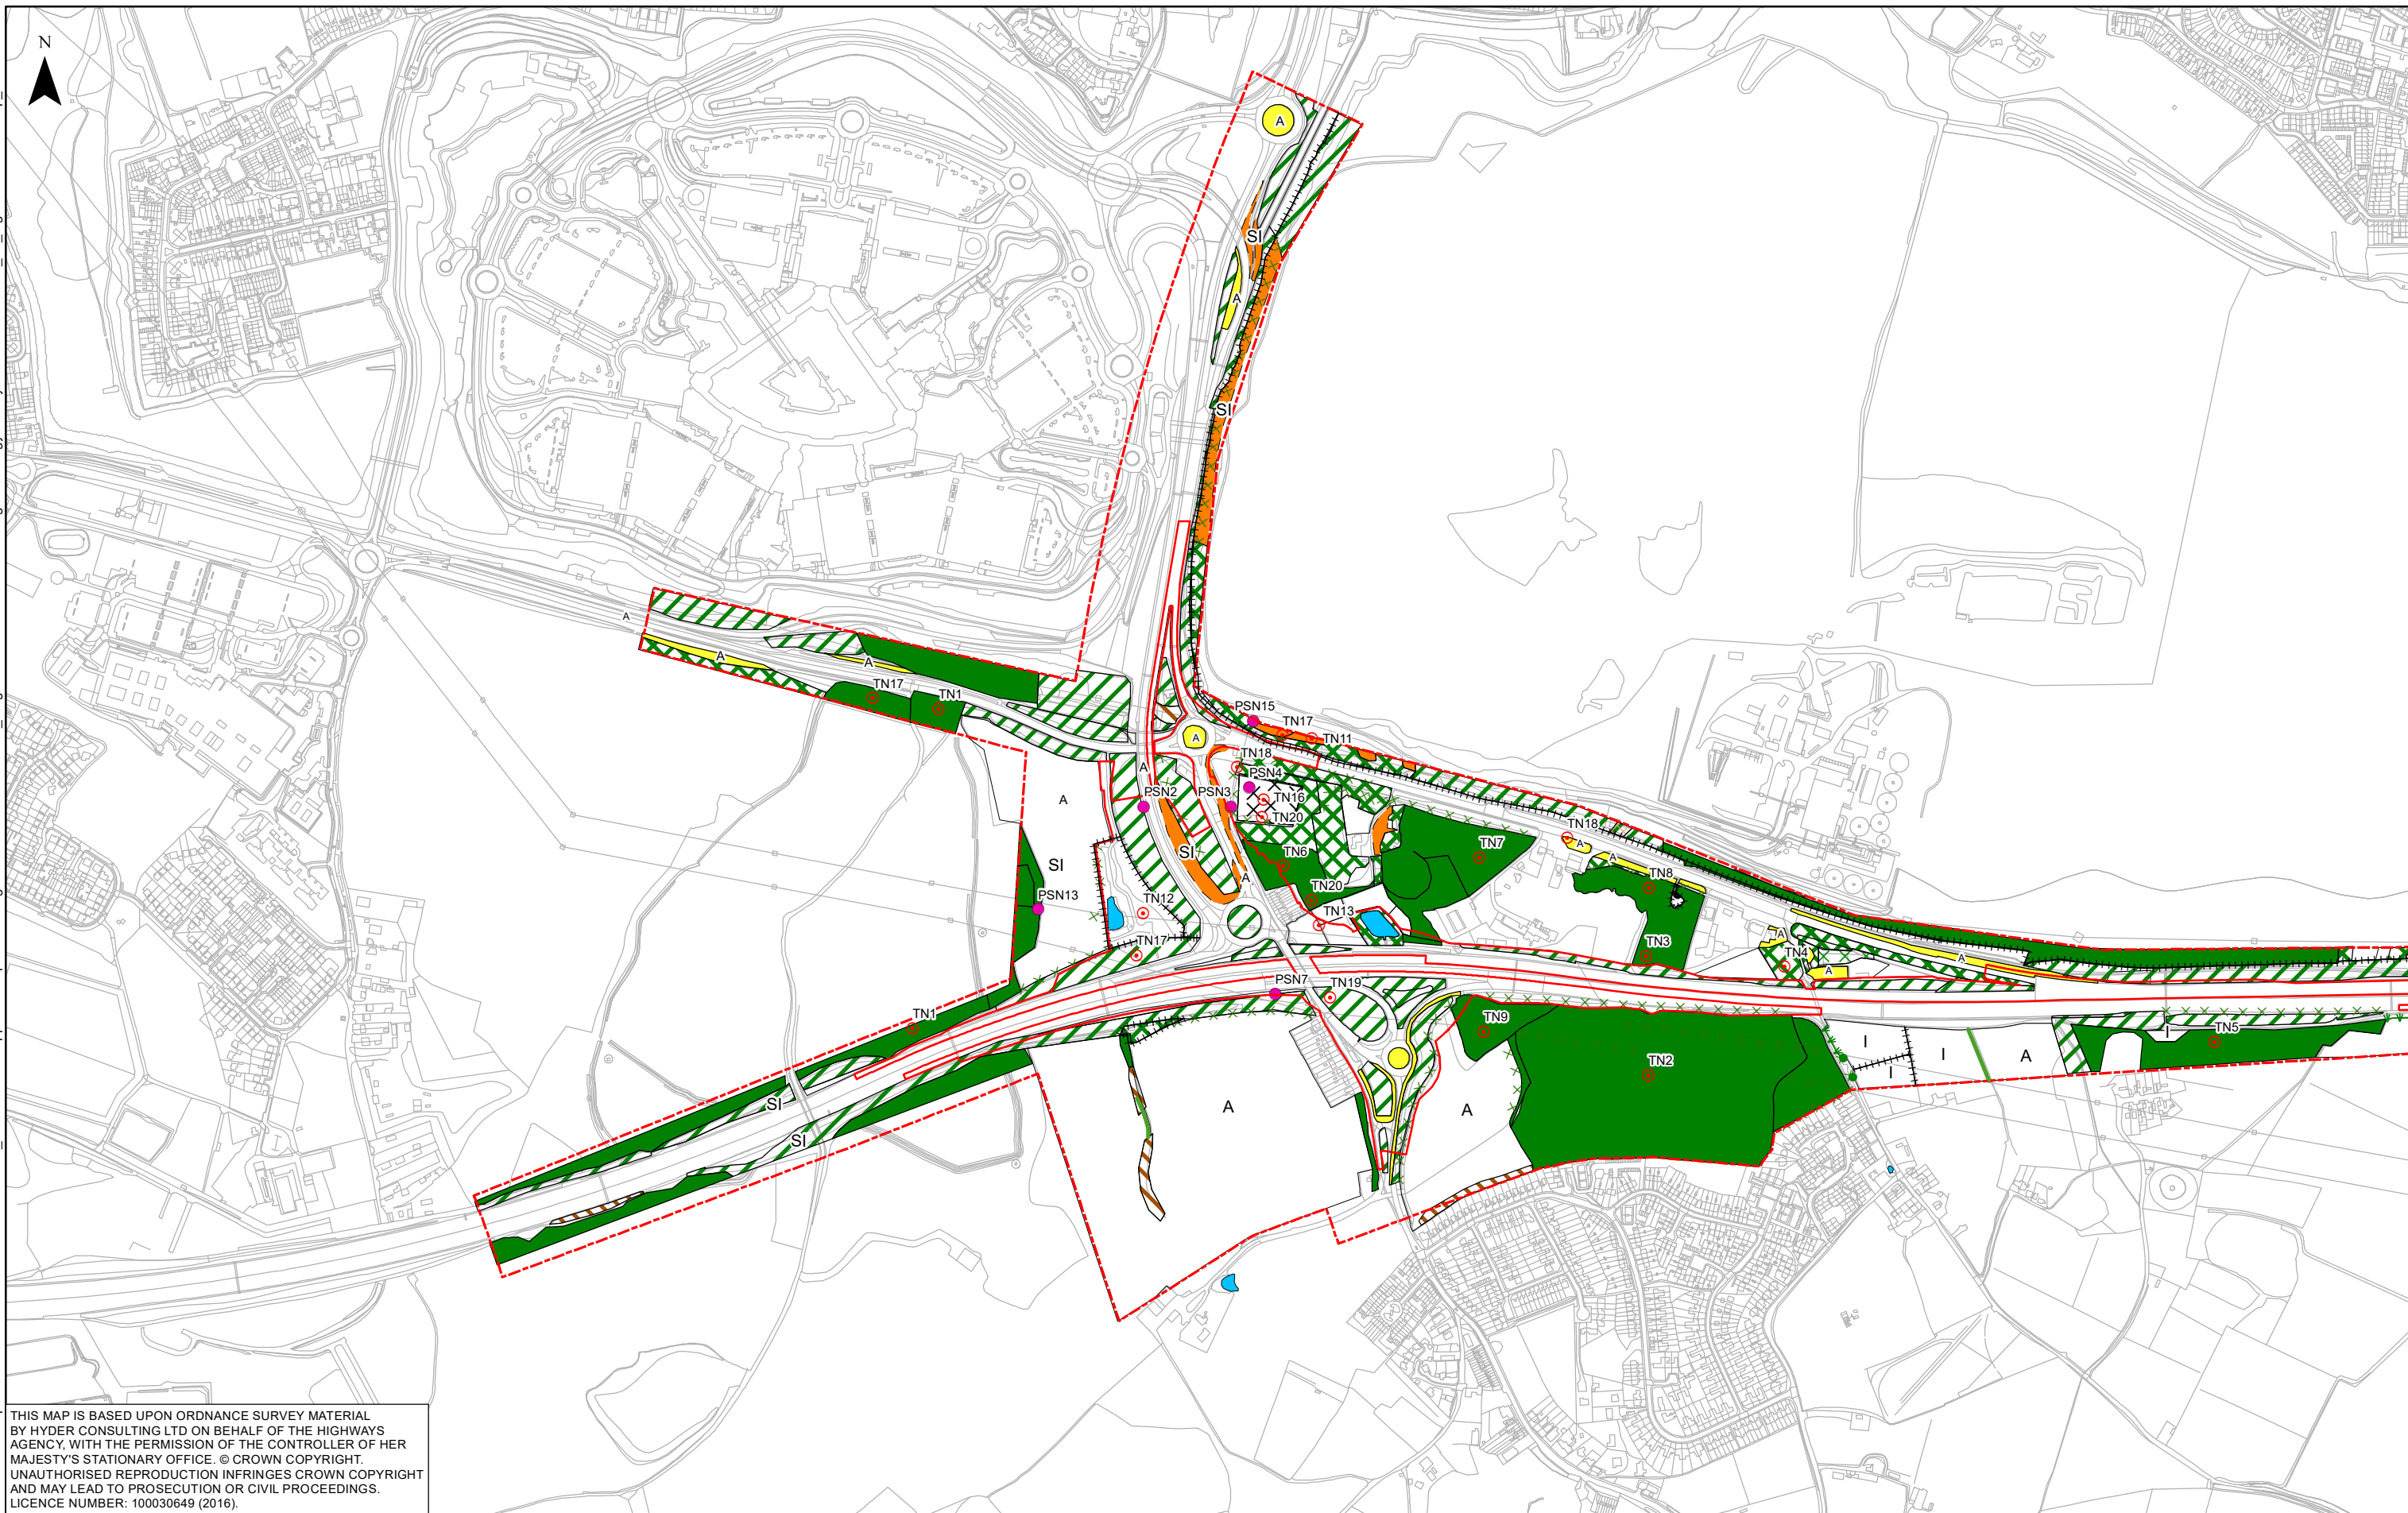 N
A
SI
A
SI
A
A
A
TN17
TN1
PSN15
TN17
TN11
A
TN18
A
PSN4
PSN2
PSN3
TN16
A
TN20
TN18
A
SI
SI
TN6
TN7
A
A
TN8
TN20
PSN13
TN12
TN13
A
TN17
TN3
TN4
A
A
PSN7
TN19
TN1
TN9
I
TN5
I
I
A
TN2
I
SI
A
A
SI
THIS MAP IS BASED UPON ORDNANCE SURVEY MATERIAL
BY HYDER CONSULTING LTD ON BEHALF OF THE HIGHWAYS
AGENCY, WITH THE PERMISSION OF THE CONTROLLER OF HER
MAJESTY'S STATIONARY OFFICE. © CROWN COPYRIGHT.
UNAUTHORISED REPRODUCTION INFRINGES CROWN COPYRIGHT
AND MAY LEAD TO PROSECUTION OR CIVIL PROCEEDINGS.
LICENCE NUMBER: 100030649 (2016).